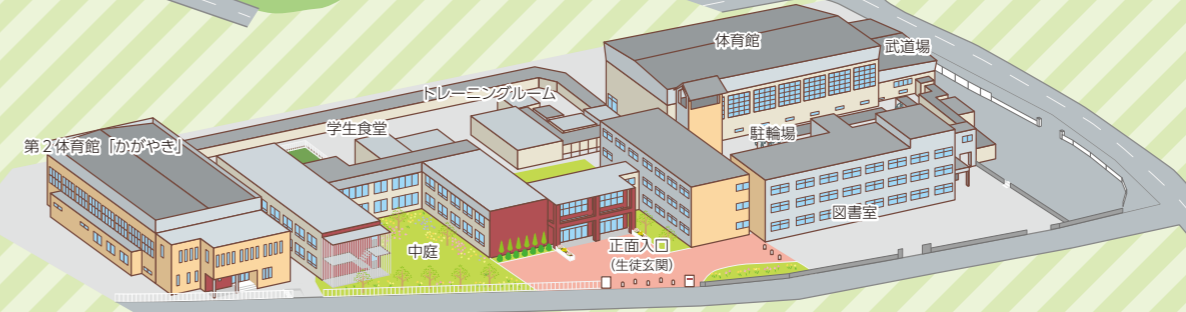 体育館
武道場
トレーニングルーム
学生食堂
駐輪場
第２体育館「かがやき」
図書室
中庭
正面入口
（生徒玄関）